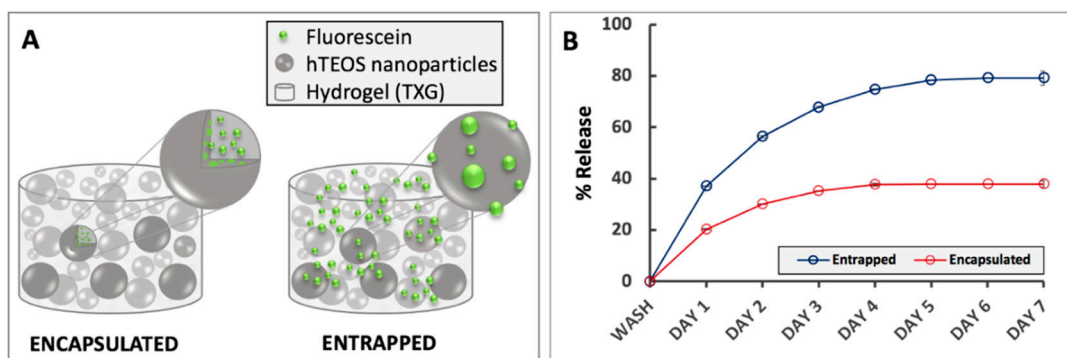 A
Fluorescein
hTEOS nanoparticles
Hydrogel (TXG)
ENCAPSULATED
ENTRAPPED
B
100
80
60
40
20
0
% Release
Entrapped
Encapsulated
WASH
DAY 1
DAY 2
DAY 3
DAY 4
DAY 5
DAY 6
DAY 7